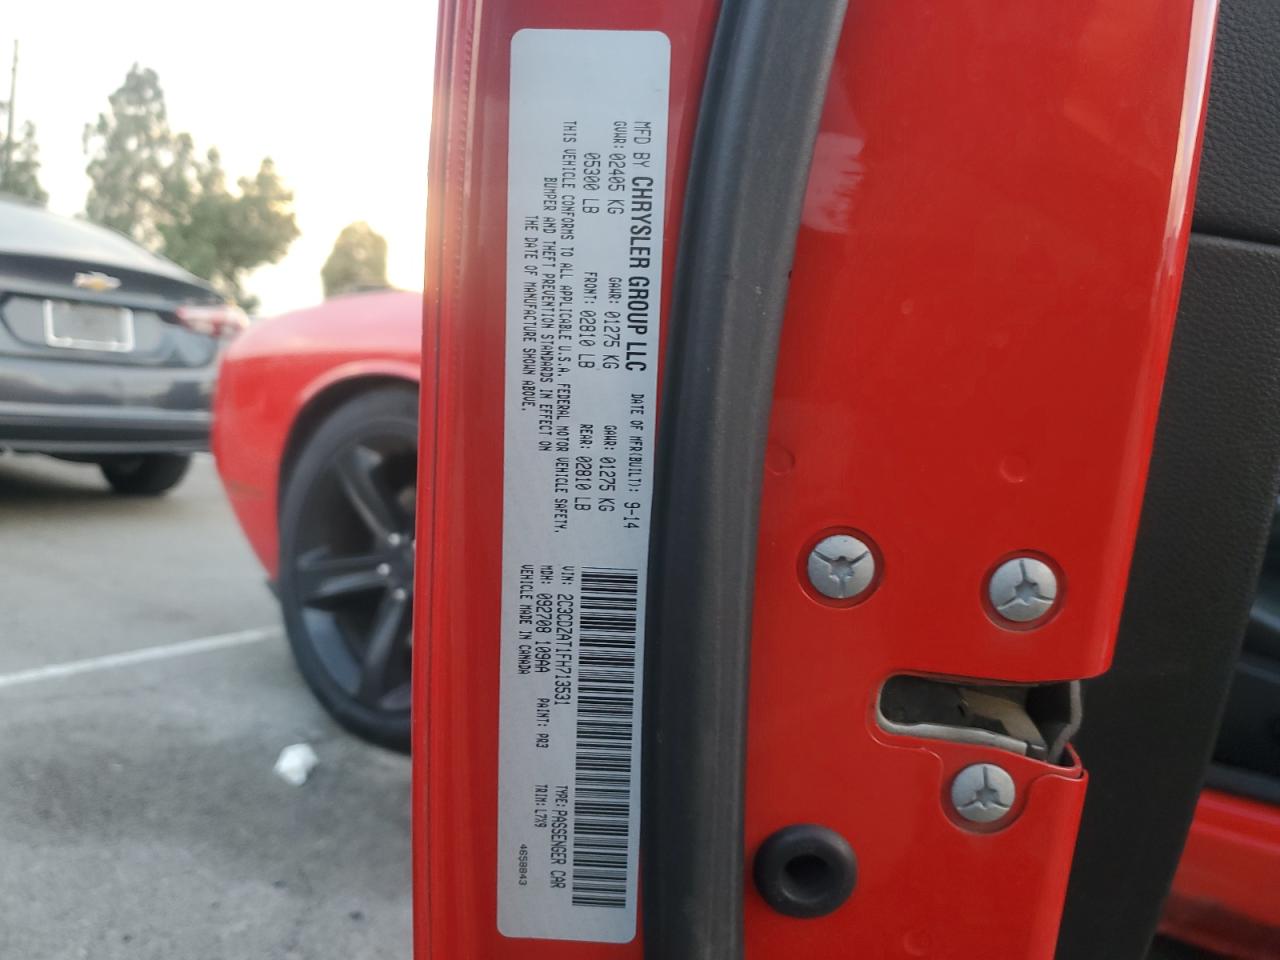 MFD BY CHRYSLER GROUP LLC DATE OF MFR(BUILT): 9-14
GVWR: 02405 KG GAWR: 01275 KG GAWR: 01275 KG
05300 LB FRONT: 02810 LB REAR: 02810 LB
THIS VEHICLE CONFORMS TO ALL APPLICABLE U.S.A. FEDERAL MOTOR VEHICLE SAFETY,
BUMPER AND THEFT PREVENTION STANDARDS IN EFFECT ON
THE DATE OF MANUFACTURE SHOWN ABOVE.
VIN: 2C3CDZAT1FH713531 TYPE: PASSENGER CAR
MDH: 092708 109AA PAINT: PR3 TRIM: L7X9
VEHICLE MADE IN CANADA 4658843